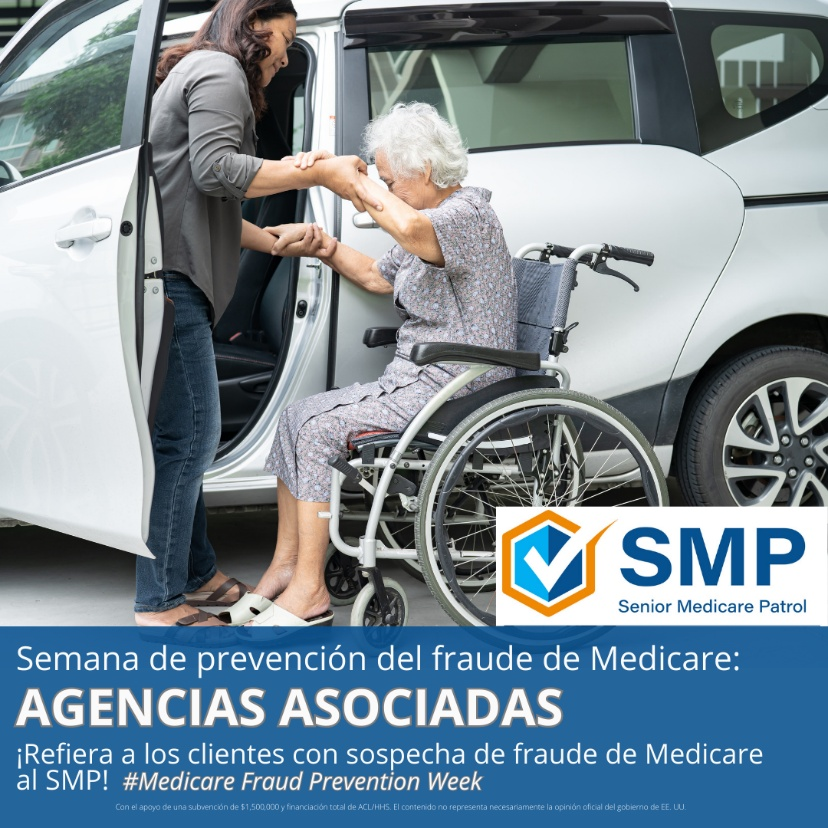 SMP
Senior Medicare Patrol
Semana de prevención del fraude de Medicare:
AGENCIAS ASOCIADAS
¡Refiera a los clientes con sospecha de fraude de Medicare
al SMP! #Medicare Fraud Prevention Week
Con el apoyo de una subvención de $1,500,000 y financiación total de ACL/HHS. El contenido no representa necesariamente la opinión oficial del gobierno de EE. UU.